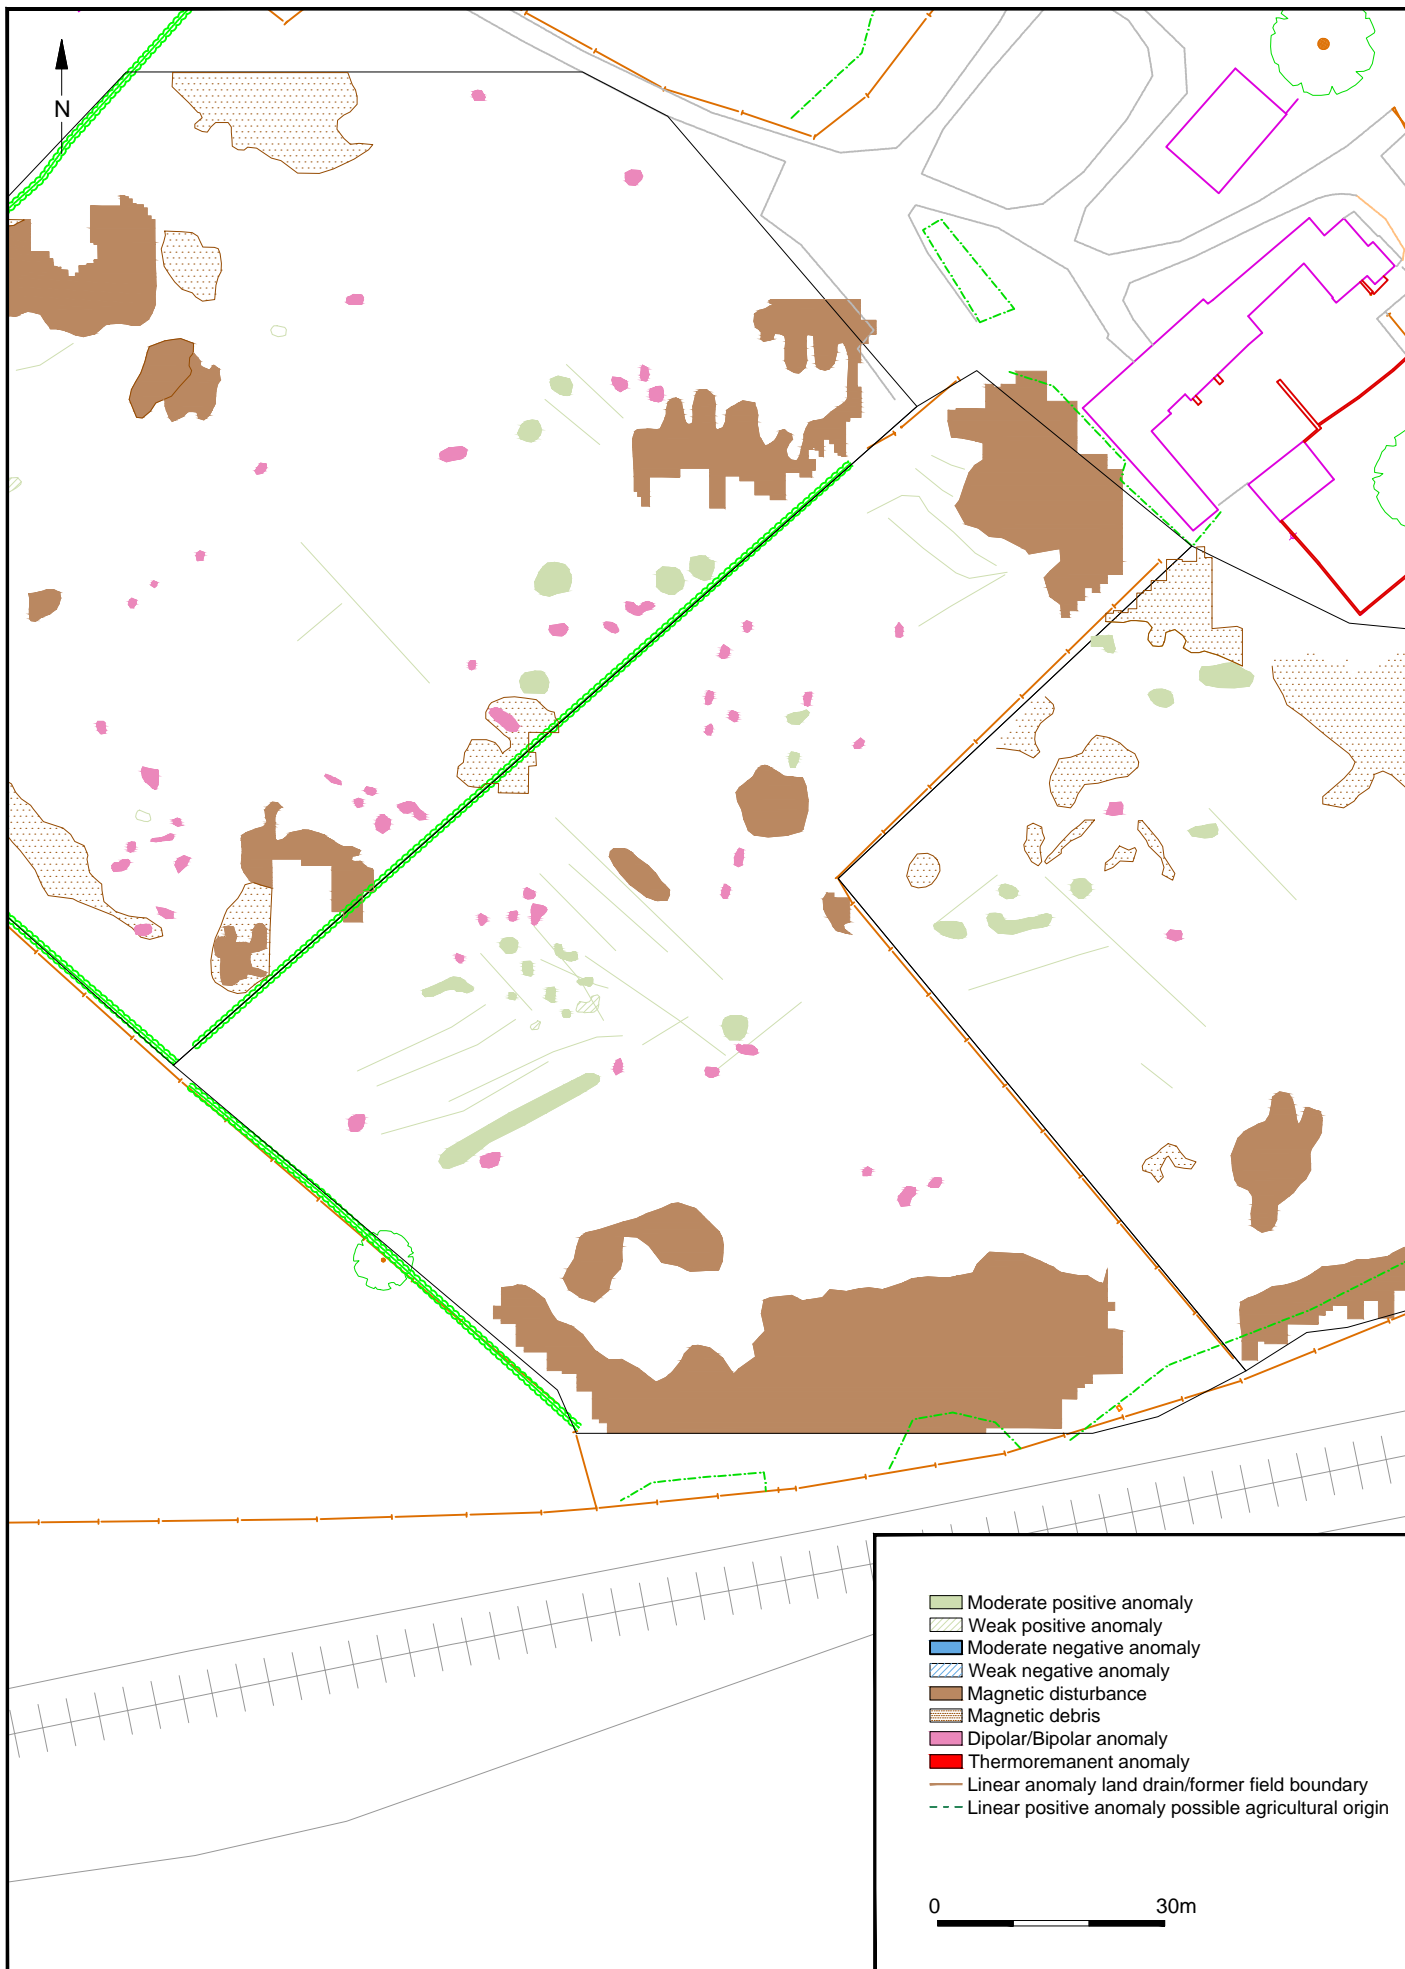 N
Moderate positive anomaly
Weak positive anomaly
Moderate negative anomaly
Weak negative anomaly
Magnetic disturbance
Magnetic debris
Dipolar/Bipolar anomaly
Thermoremanent anomaly
Linear anomaly land drain/former field boundary
Linear positive anomaly possible agricultural origin
0 30m